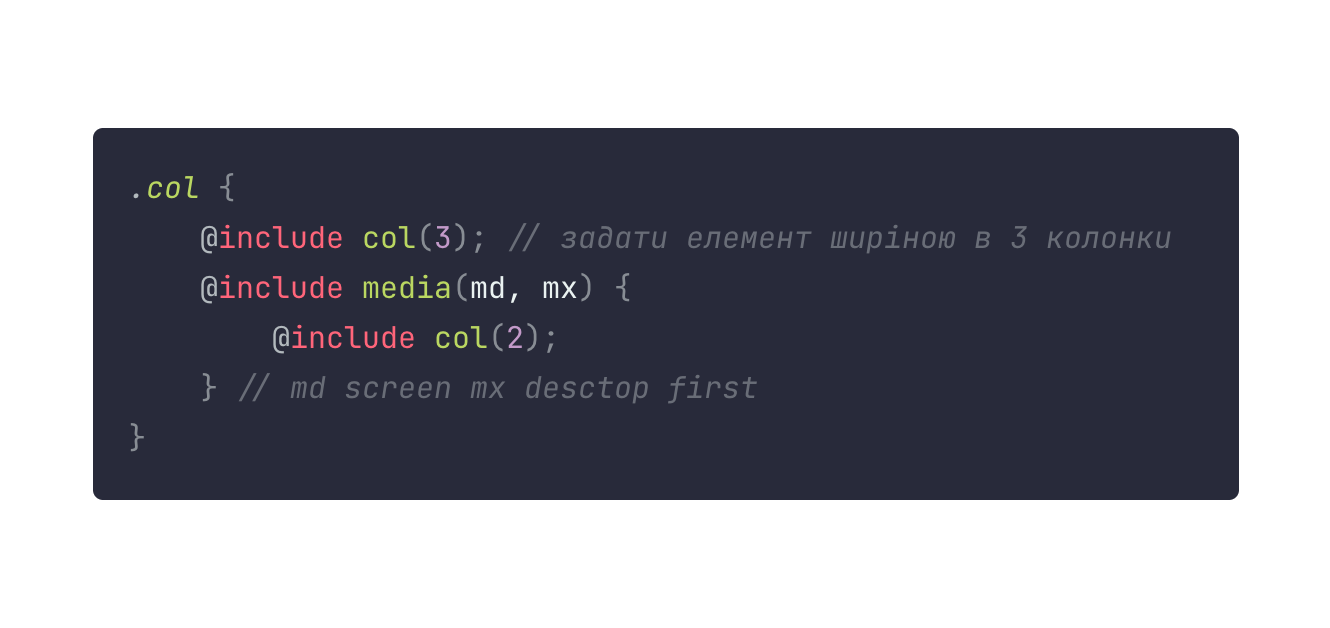 .col {
    @include col(3); // задати елемент ширіною в 3 колонки
    @include media(md, mx) {
        @include col(2);
    } // md screen mx desctop first
}